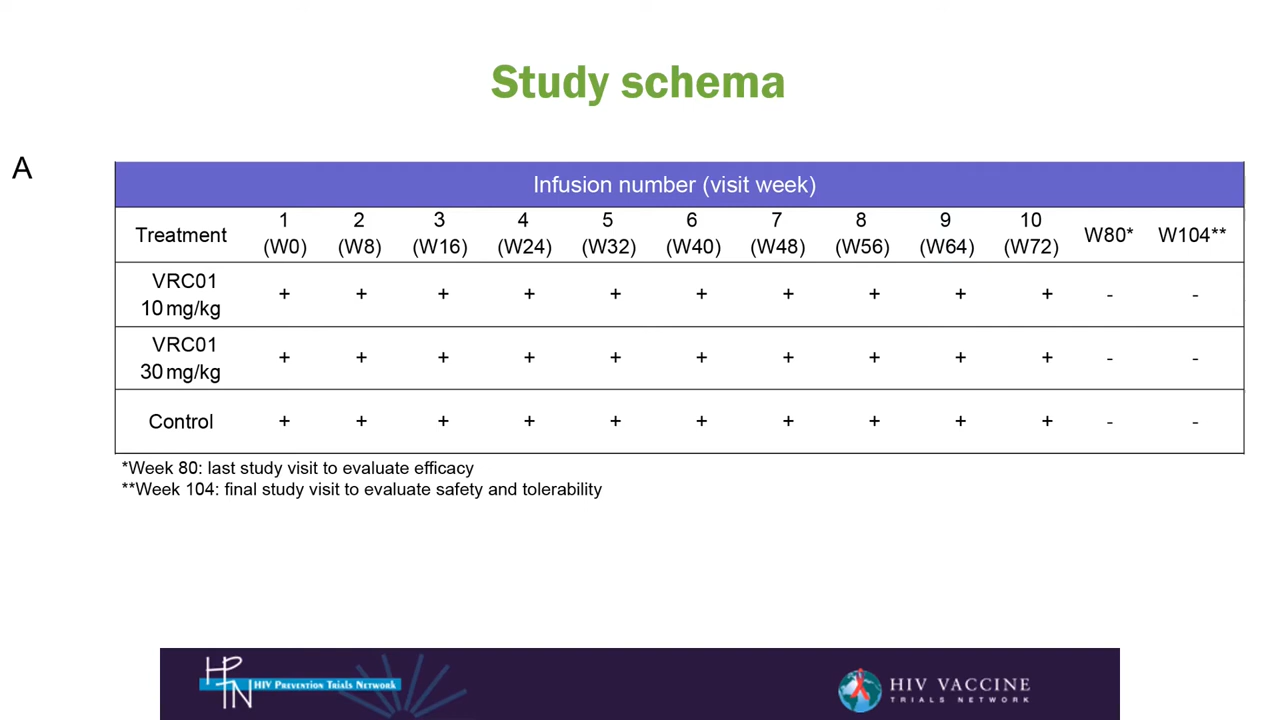 Study schema
A
Infusion number (visit week)
Treatment 1 (W0) 2 (W8) 3 (W16) 4 (W24) 5 (W32) 6 (W40) 7 (W48) 8 (W56) 9 (W64) 10 (W72) W80* W104**
VRC01 10 mg/kg + + + + + + + + + + - -
VRC01 30 mg/kg + + + + + + + + + + - -
Control + + + + + + + + + + - -
*Week 80: last study visit to evaluate efficacy
**Week 104: final study visit to evaluate safety and tolerability
HPTN
HIV PREVENTION TRIALS NETWORK
HIV VACCINE
TRIALS NETWORK